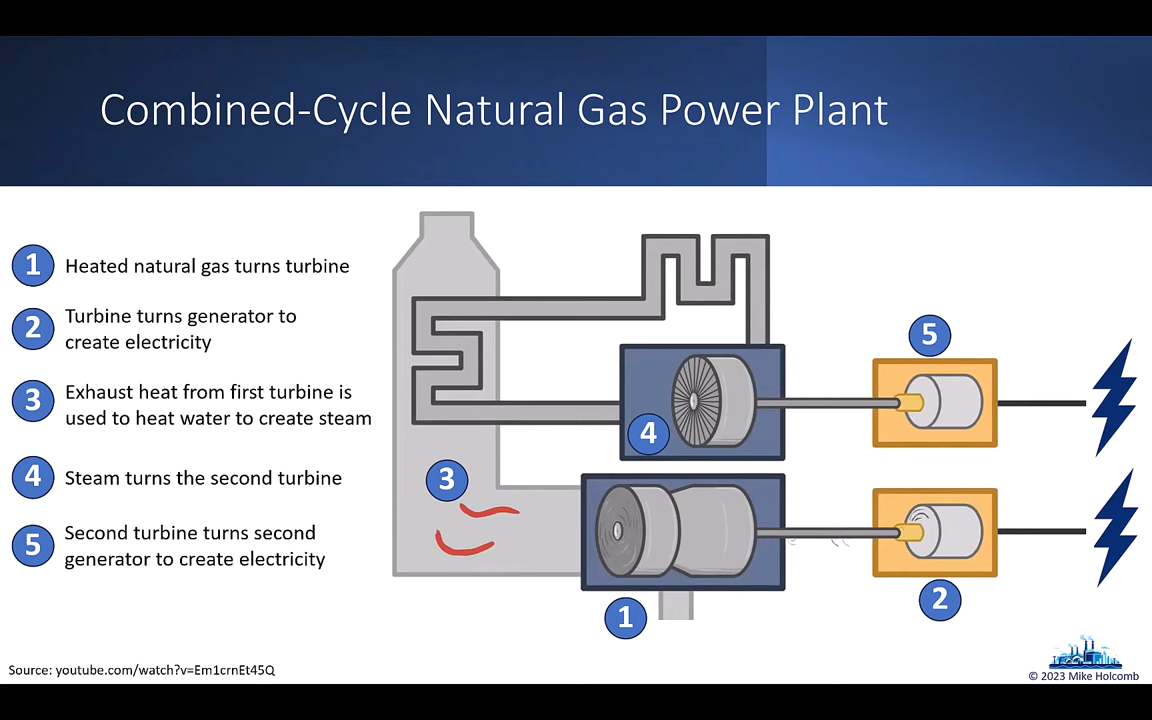 Combined-Cycle Natural Gas Power Plant
1 Heated natural gas turns turbine
2 Turbine turns generator to
create electricity
3 Exhaust heat from first turbine is
used to heat water to create steam
4 Steam turns the second turbine
5 Second turbine turns second
generator to create electricity
5
4
3
1
2
Source: youtube.com/watch?v=Em1crnEt45Q
© 2023 Mike Holcomb